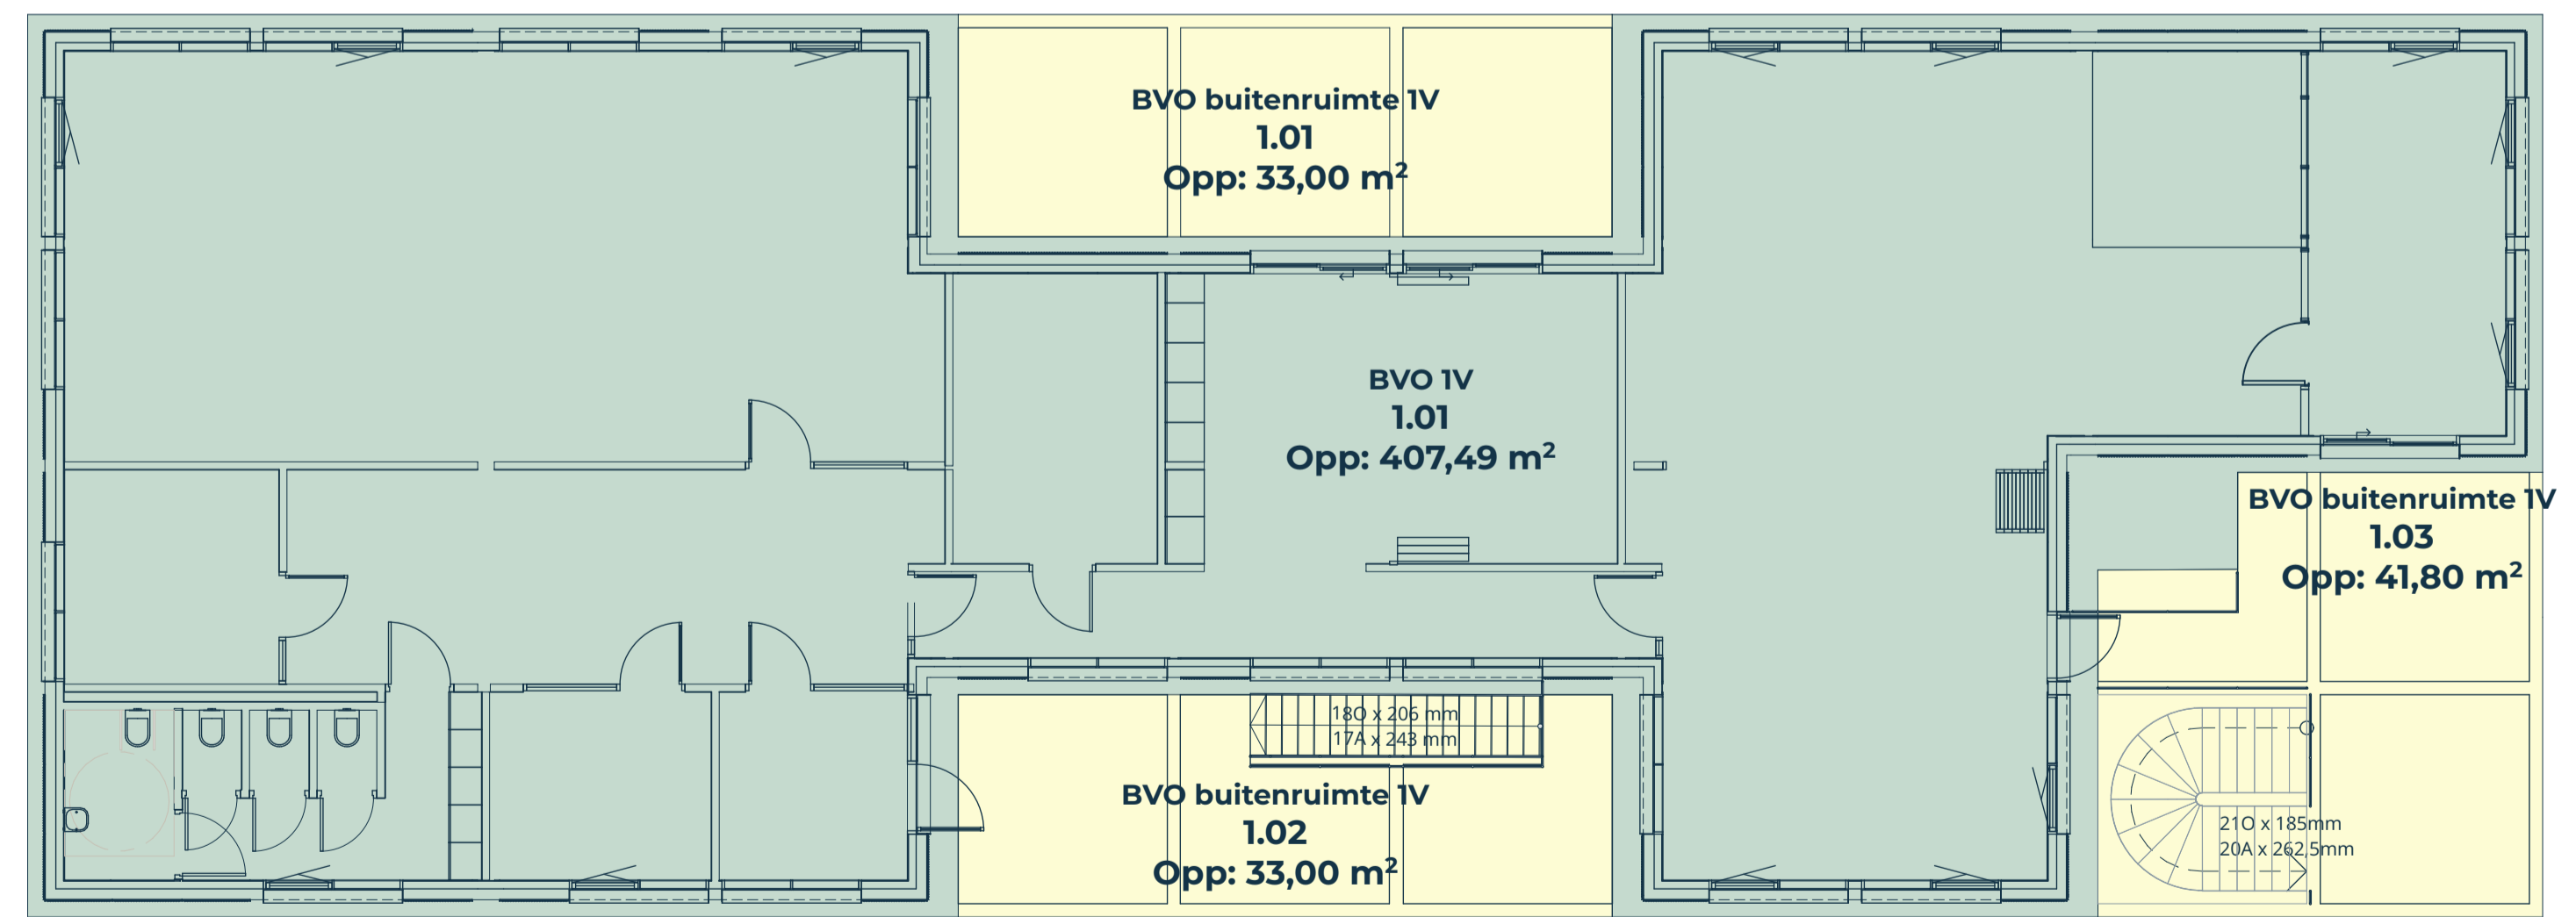 BVO buitenruimte 1V
1.01
Opp: 33,00 m²
BVO 1V
1.01
Opp: 407,49 m²
BVO buitenruimte 1V
1.03
Opp: 41,80 m²
18O x 206 mm
17A x 243 mm
BVO buitenruimte 1V
1.02
Opp: 33,00 m²
21O x 185mm
20A x 262,5mm